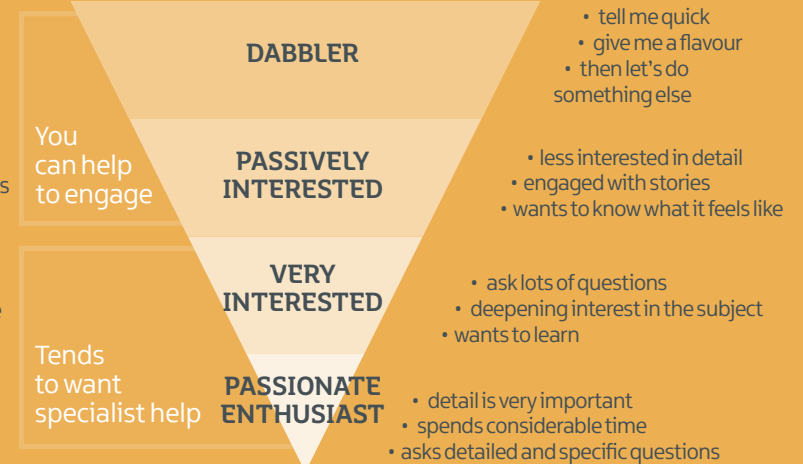 DABBLER
• tell me quick
• give me a flavour
• then let's do
something else
You
can help
to engage
PASSIVELY
INTERESTED
• less interested in detail
• engaged with stories
• wants to know what it feels like
VERY
INTERESTED
• ask lots of questions
• deepening interest in the subject
• wants to learn
Tends
to want
specialist help
PASSIONATE
ENTHUSIAST
• detail is very important
• spends considerable time
• asks detailed and specific questions